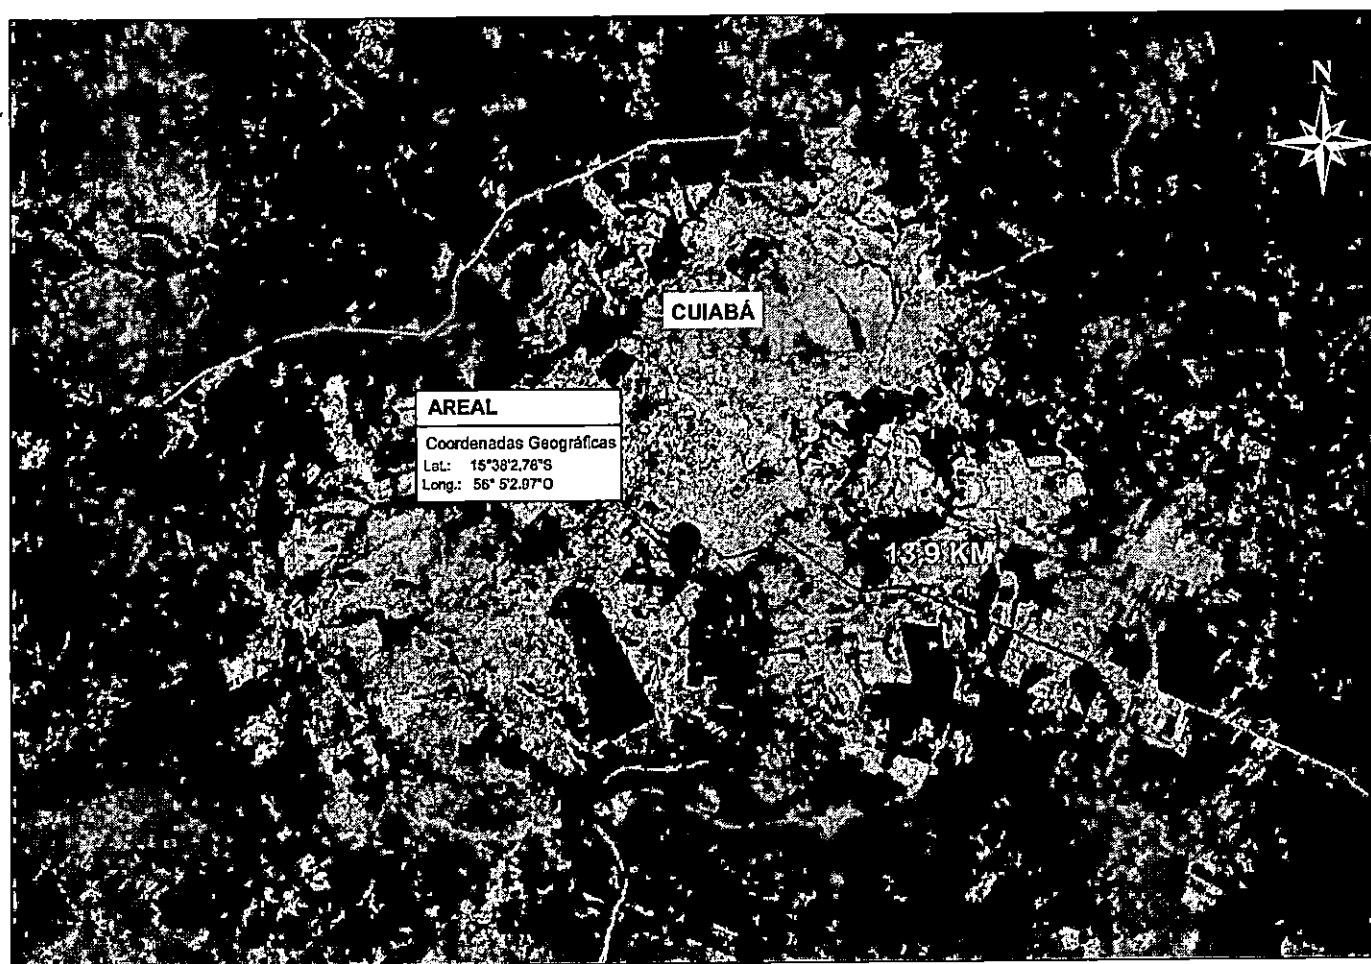 N
CUIABÁ
AREAL
Coordenadas Geográficas
Lat.: 15°38'2.76"S
Long.: 56° 5'2.97"O
13,9 KM